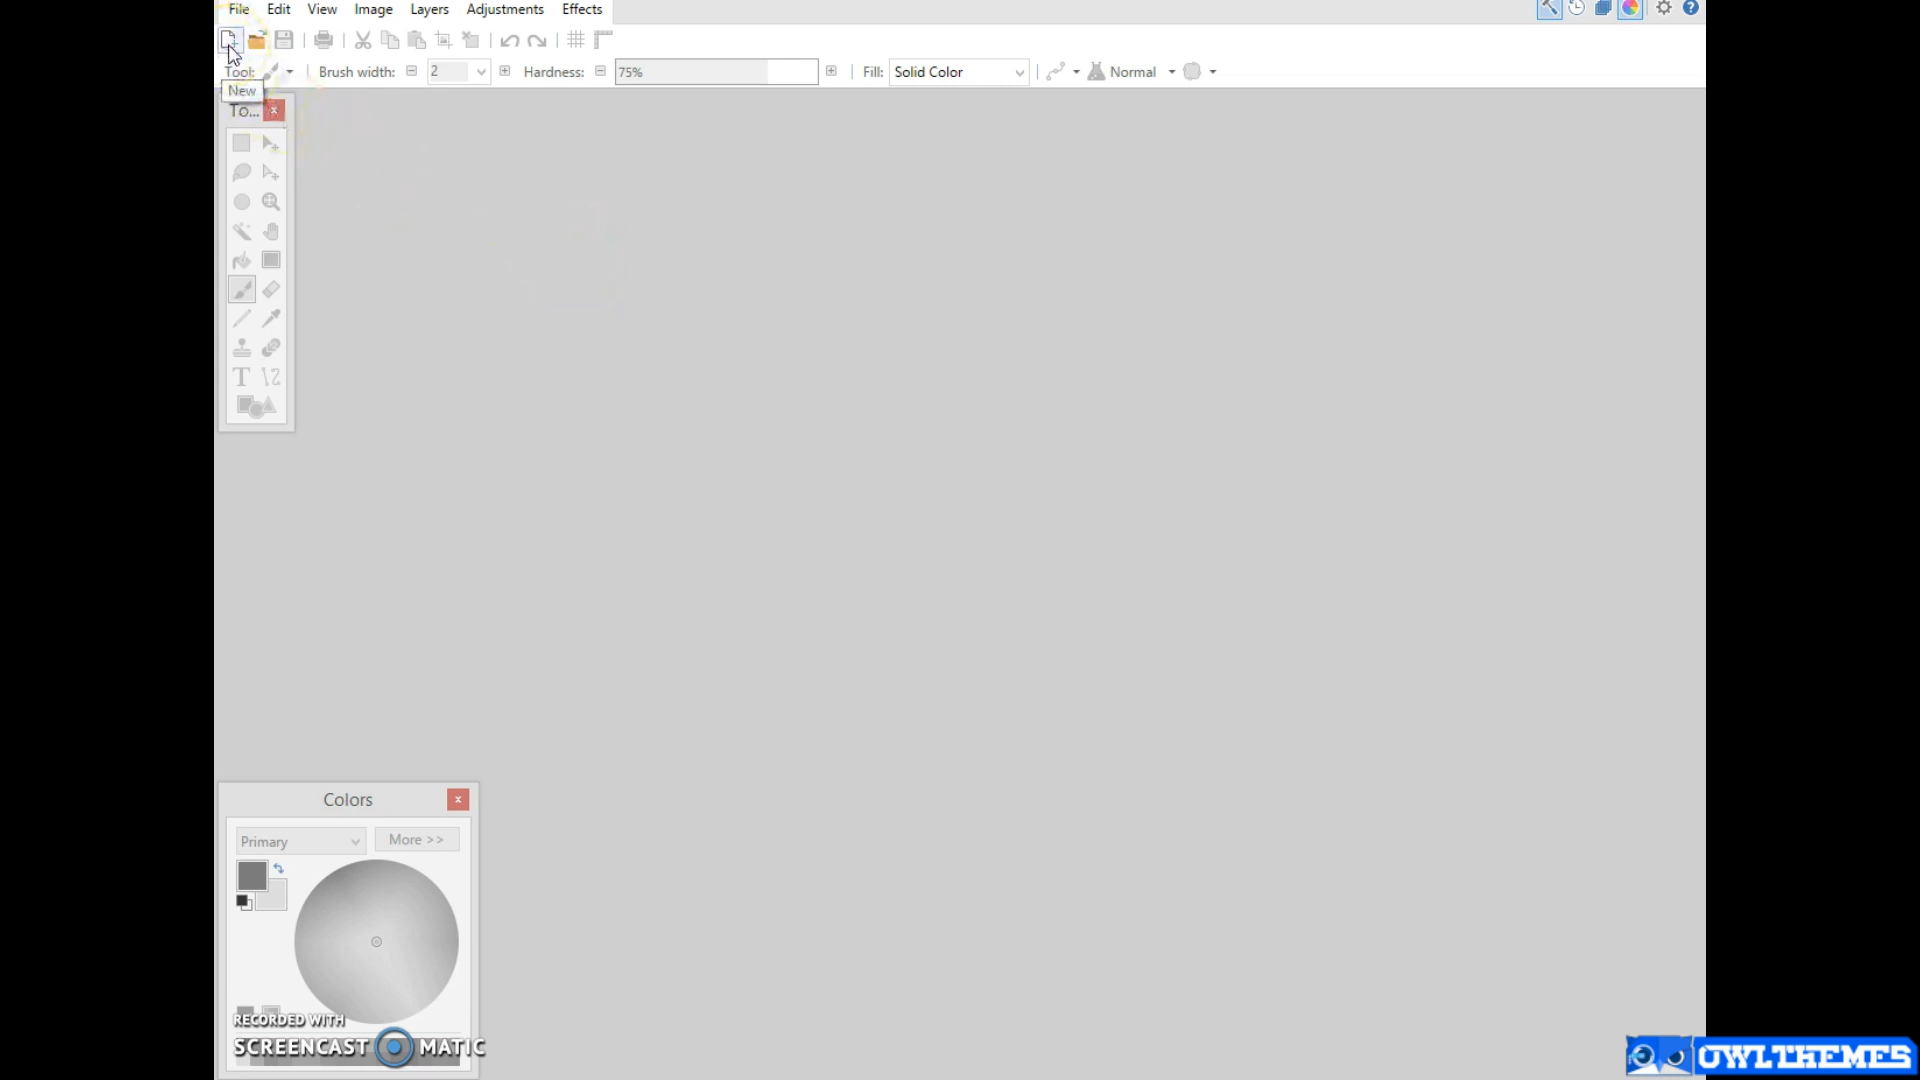 File Edit View Image Layers Adjustments Effects
Tool: Brush width: 2 Hardness: 75% Fill: Solid Color Normal
New
To...
T
Colors
Primary More >>
RECORDED WITH
SCREENCAST MATIC
OWLTHEMES